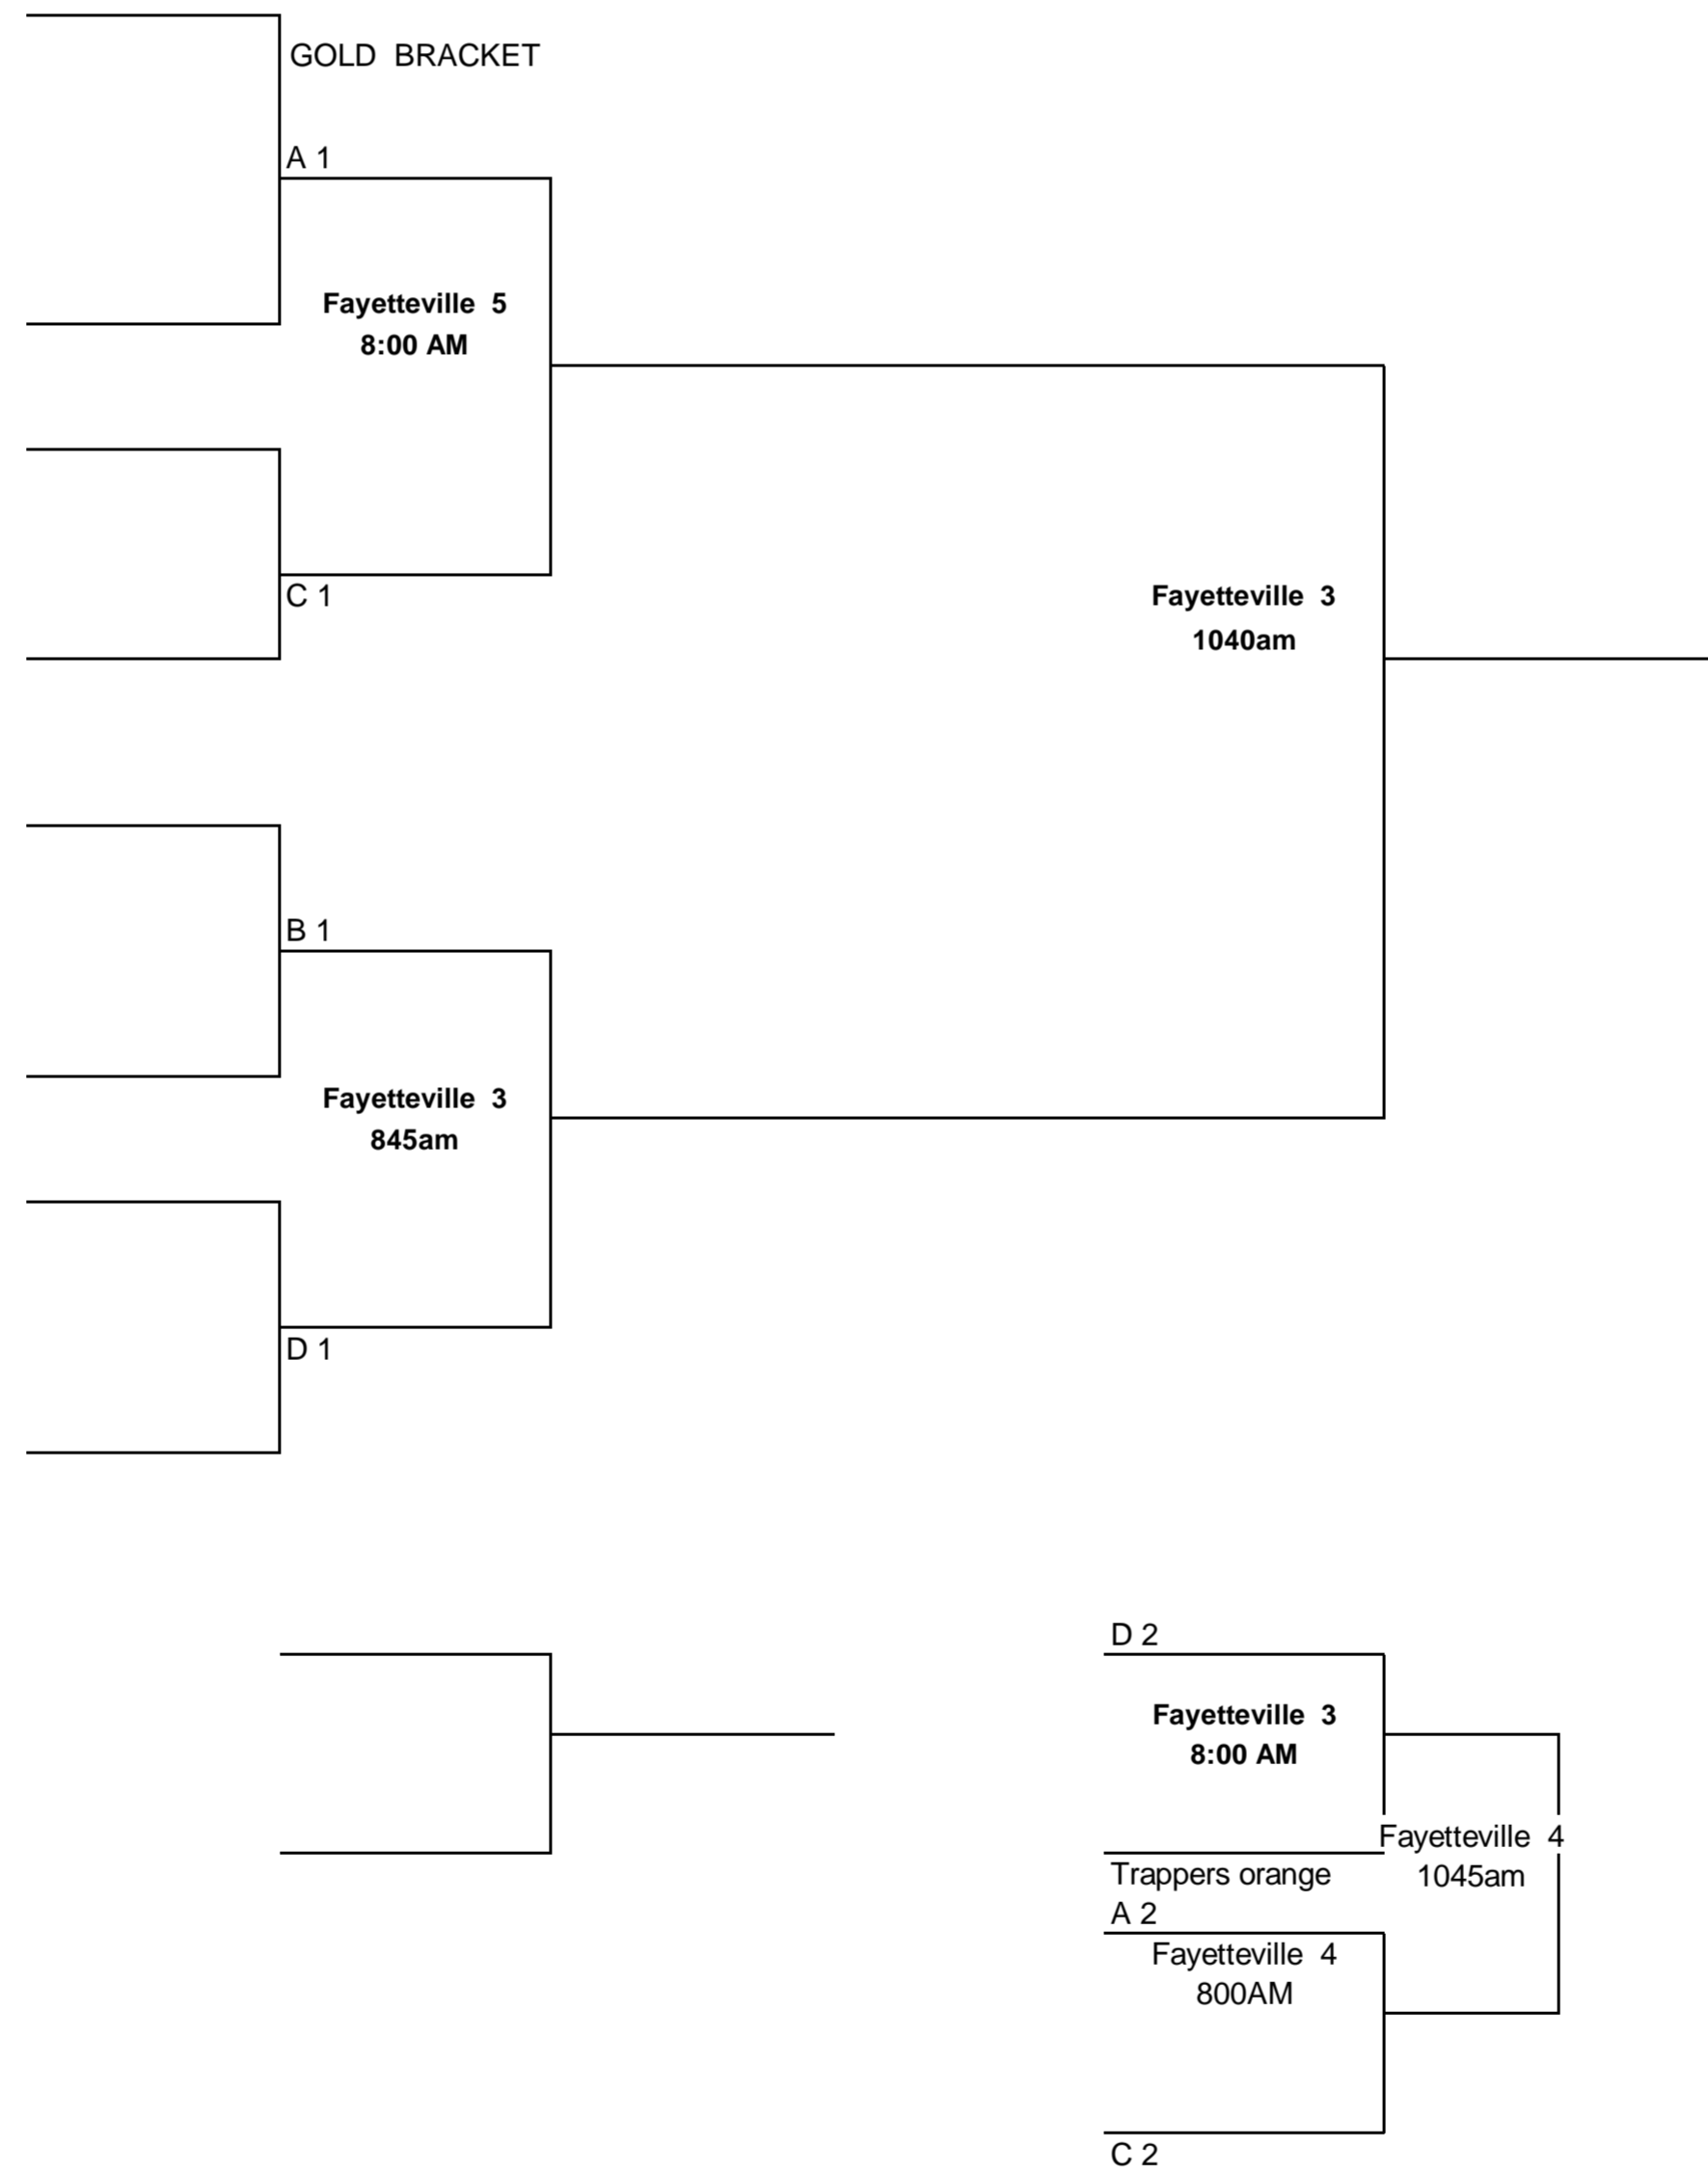 GOLD BRACKET
A 1
Fayetteville 5
8:00 AM
C 1
Fayetteville 3
1040am
B 1
Fayetteville 3
845am
D 1
D 2
Fayetteville 3
8:00 AM
Fayetteville 4
1045am
Trappers orange
A 2
Fayetteville 4
800AM
C 2